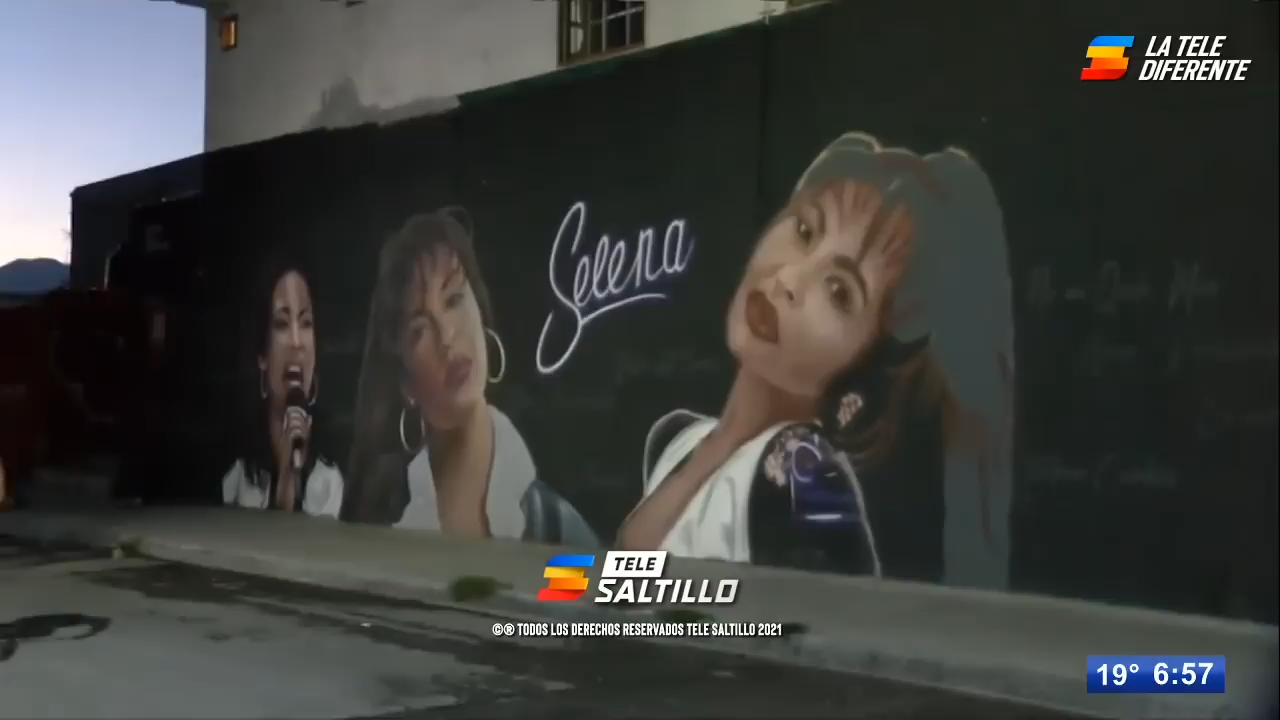 LA TELE
DIFERENTE
Selena
TELE
SALTILLO
©® TODOS LOS DERECHOS RESERVADOS TELE SALTILLO 2021
19° 6:57